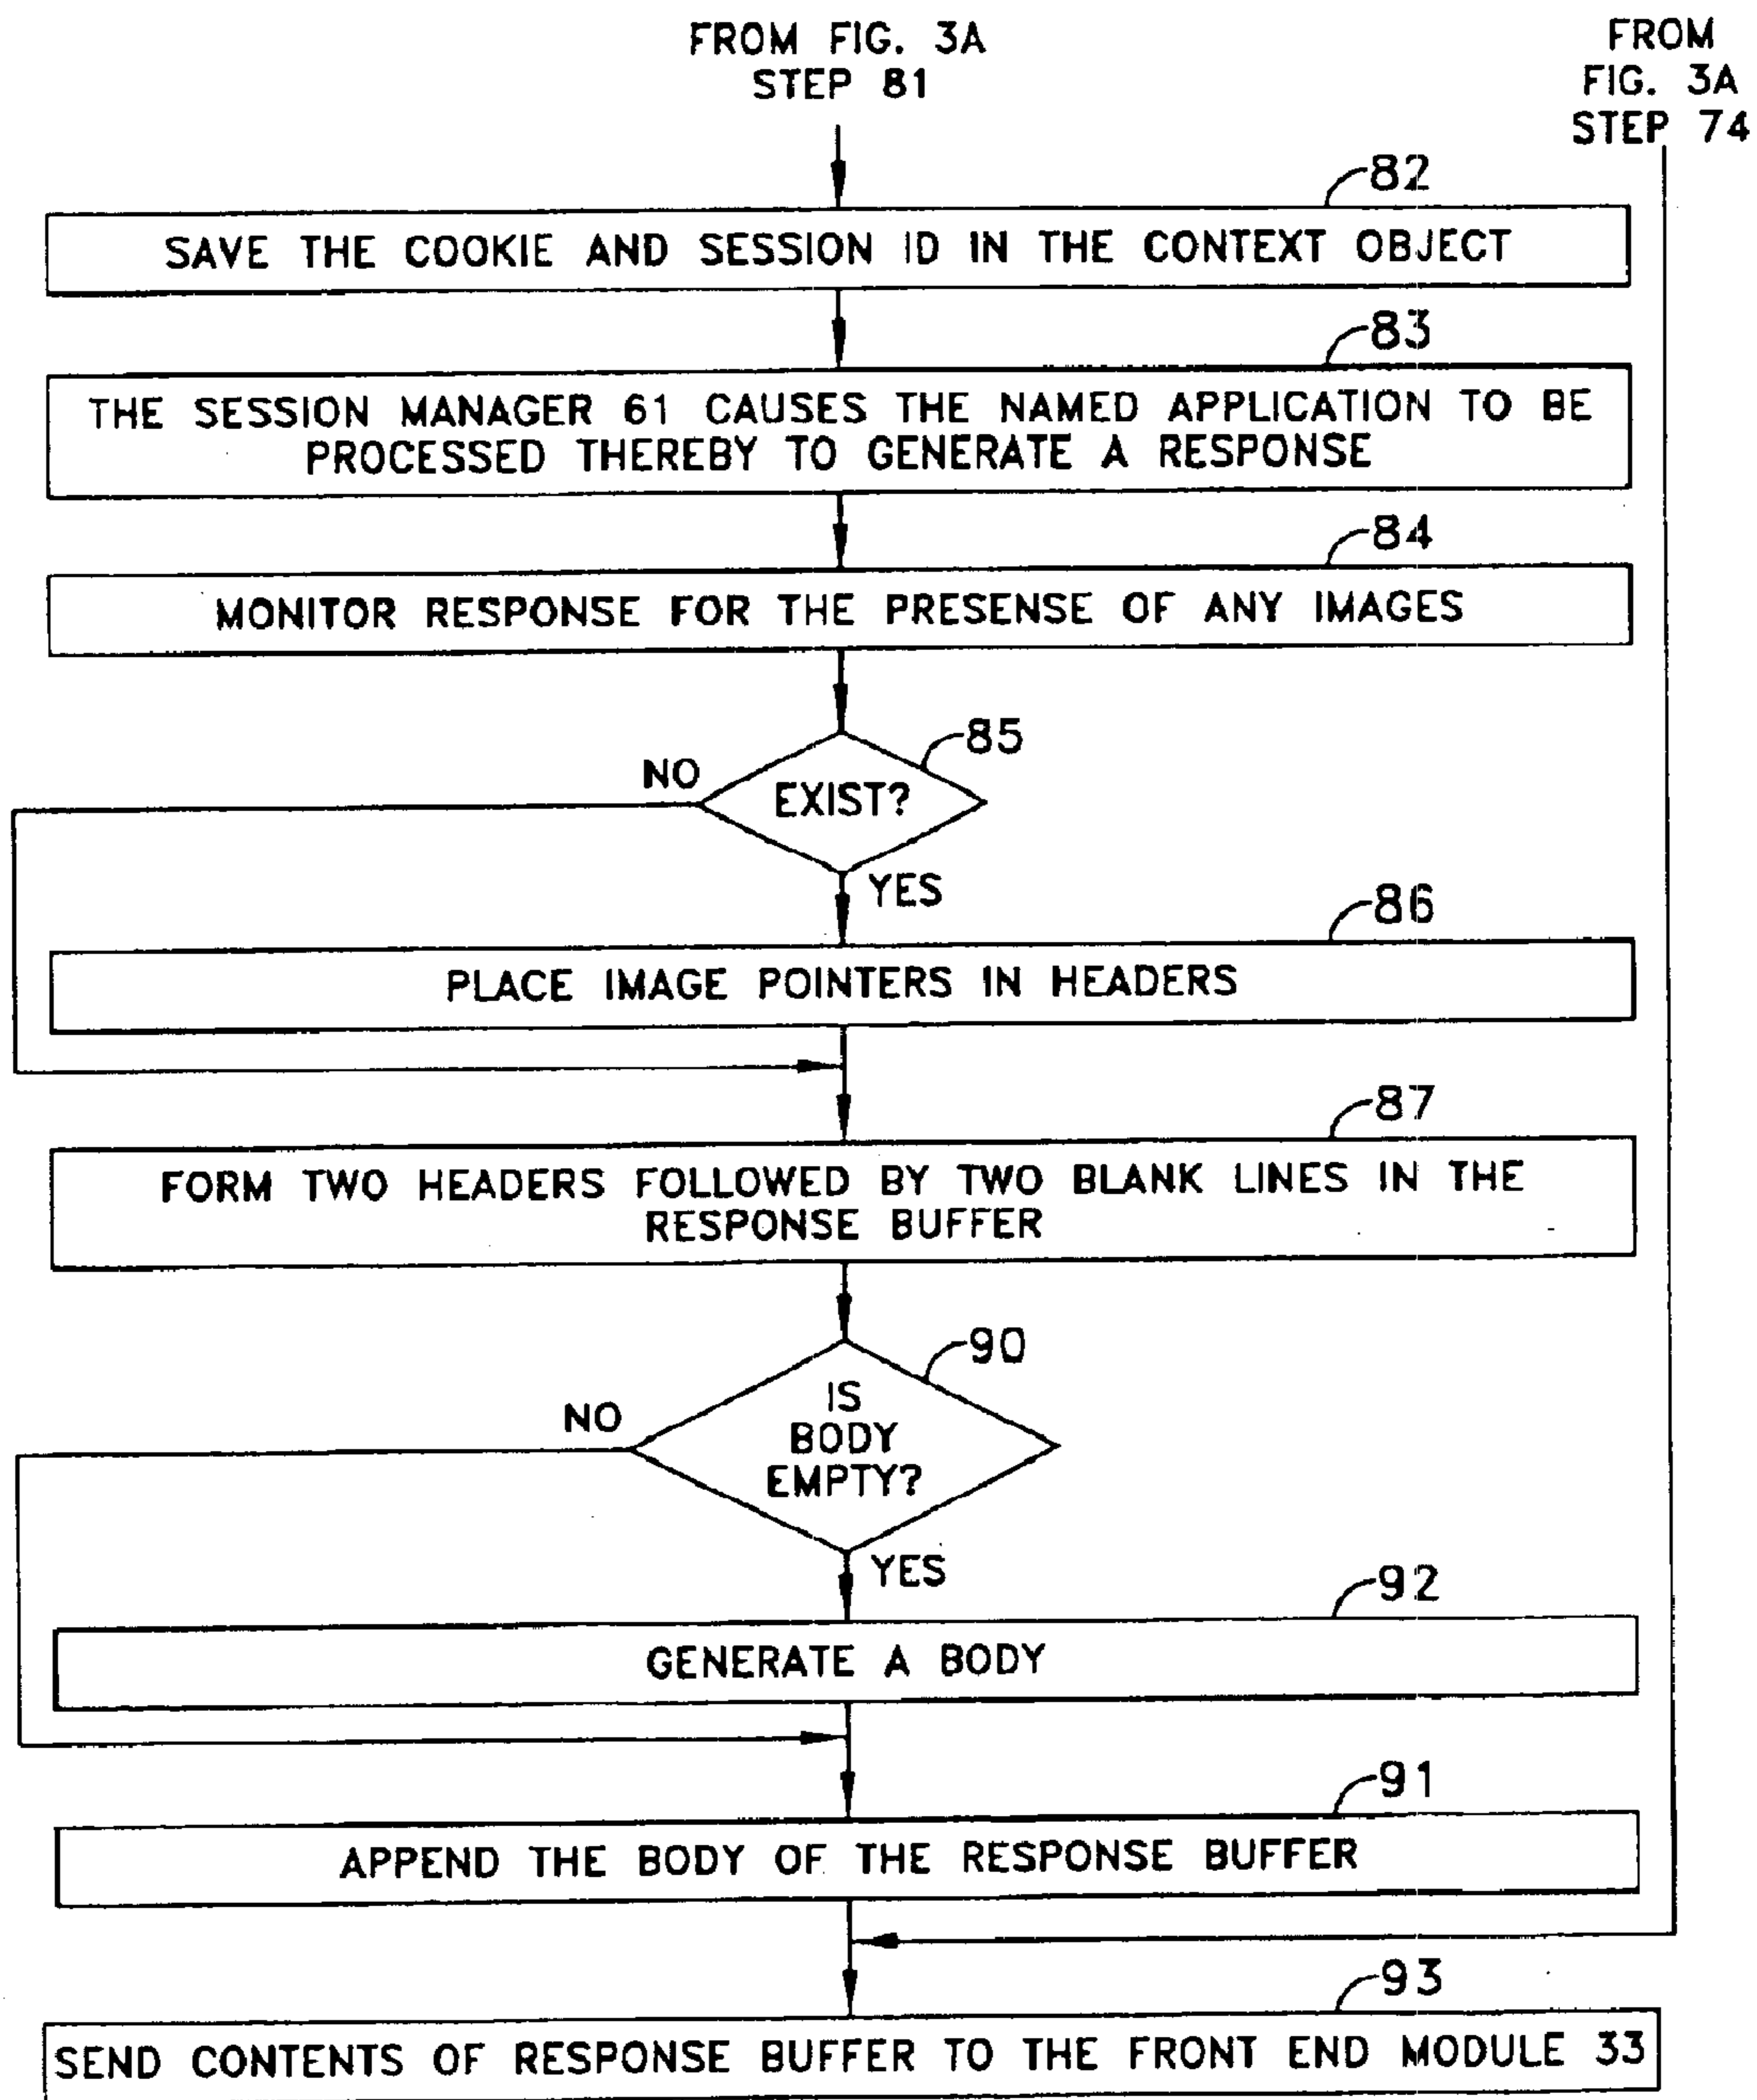 FROM FIG. 3A
STEP 81
FROM
FIG. 3A
STEP 74
82
SAVE THE COOKIE AND SESSION ID IN THE CONTEXT OBJECT
83
THE SESSION MANAGER 61 CAUSES THE NAMED APPLICATION TO BE
PROCESSED THEREBY TO GENERATE A RESPONSE
84
MONITOR RESPONSE FOR THE PRESENSE OF ANY IMAGES
85
NO
EXIST?
YES
86
PLACE IMAGE POINTERS IN HEADERS
87
FORM TWO HEADERS FOLLOWED BY TWO BLANK LINES IN THE
RESPONSE BUFFER
90
NO
IS
BODY
EMPTY?
YES
92
GENERATE A BODY
91
APPEND THE BODY OF THE RESPONSE BUFFER
93
SEND CONTENTS OF RESPONSE BUFFER TO THE FRONT END MODULE 33